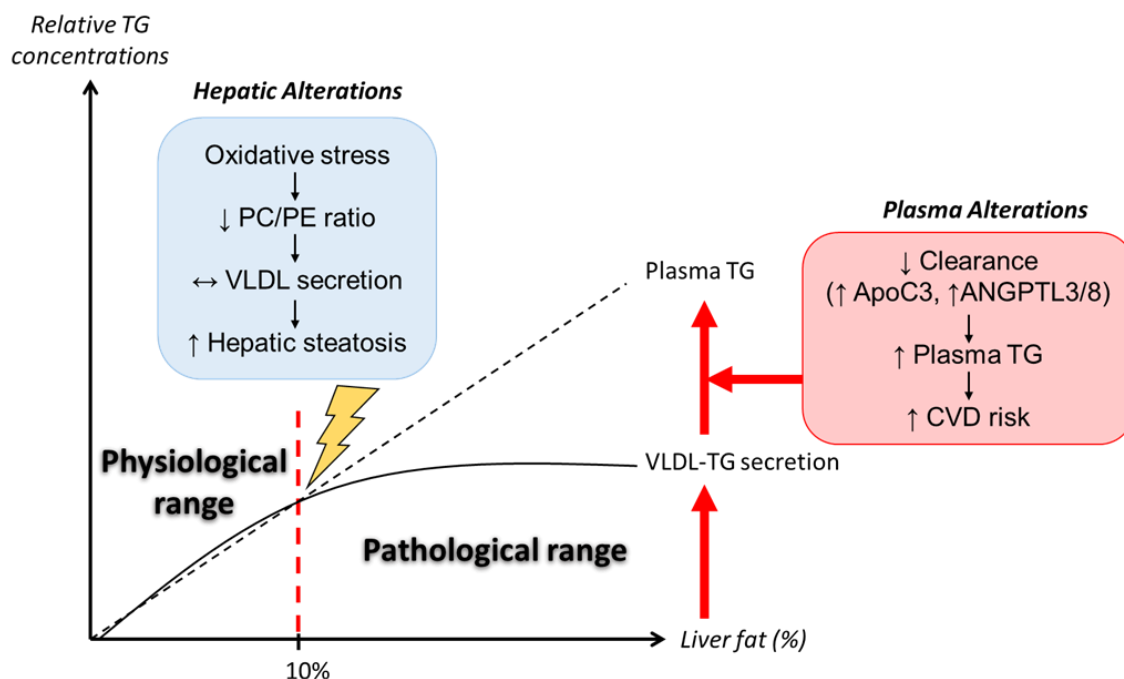 Relative TG
concentrations
Hepatic Alterations
Oxidative stress
↓ PC/PE ratio
↔ VLDL secretion
↑ Hepatic steatosis
Plasma Alterations
↓ Clearance
(↑ ApoC3, ↑ANGPTL3/8)
↑ Plasma TG
↑ CVD risk
Plasma TG
VLDL-TG secretion
Physiological
range
Pathological range
Liver fat (%)
10%